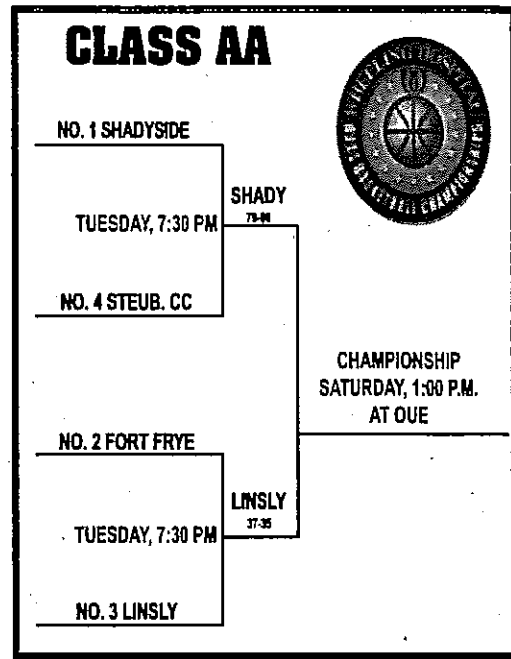 CLASS AA
NO. 1 SHADYSIDE
SHADY
TUESDAY, 7:30 PM
NO. 4 STEUB. CC
CHAMPIONSHIP
SATURDAY, 1:00 P.M.
AT OUE
NO. 2 FORT FRYE
LINSLY
37-35
TUESDAY, 7:30 PM
NO. 3 LINSLY